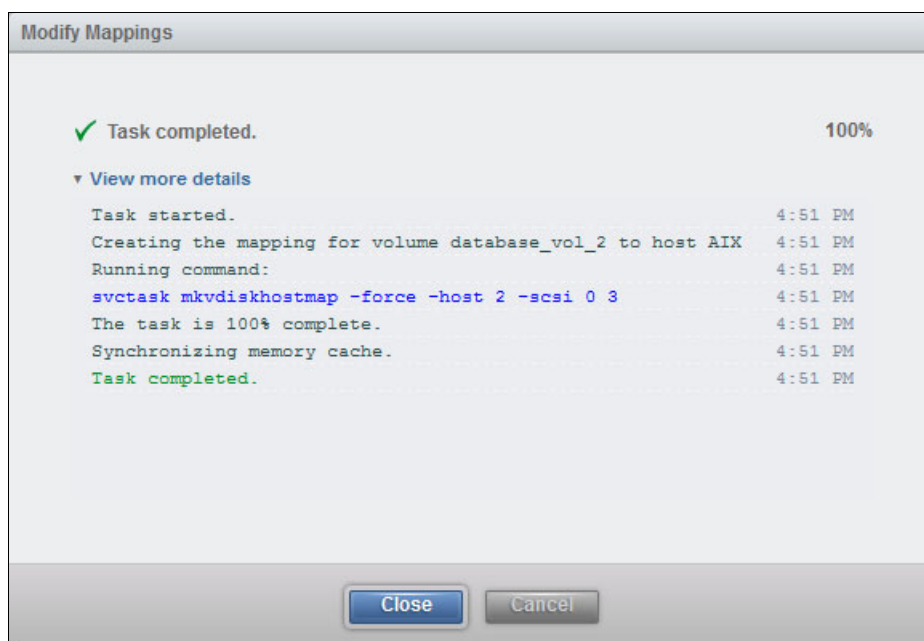 Modify Mappings
✓ Task completed. 100%
▼ View more details
Task started. 4:51 PM
Creating the mapping for volume database_vol_2 to host AIX 4:51 PM
Running command: 4:51 PM
svctask mkvdiskhostmap -force -host 2 -scsi 0 3 4:51 PM
The task is 100% complete. 4:51 PM
Synchronizing memory cache. 4:51 PM
Task completed. 4:51 PM
Close Cancel